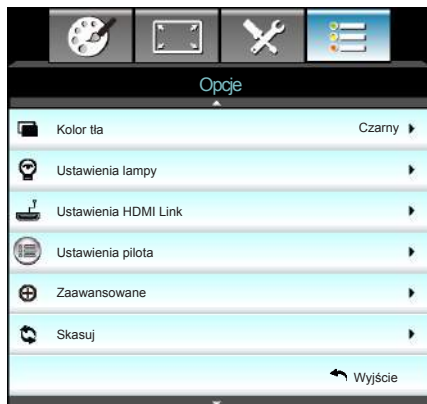 Opcje
Kolor tła Czarny
Ustawienia lampy
Ustawienia HDMI Link
Ustawienia pilota
Zaawansowane
Skasuj
Wyjście